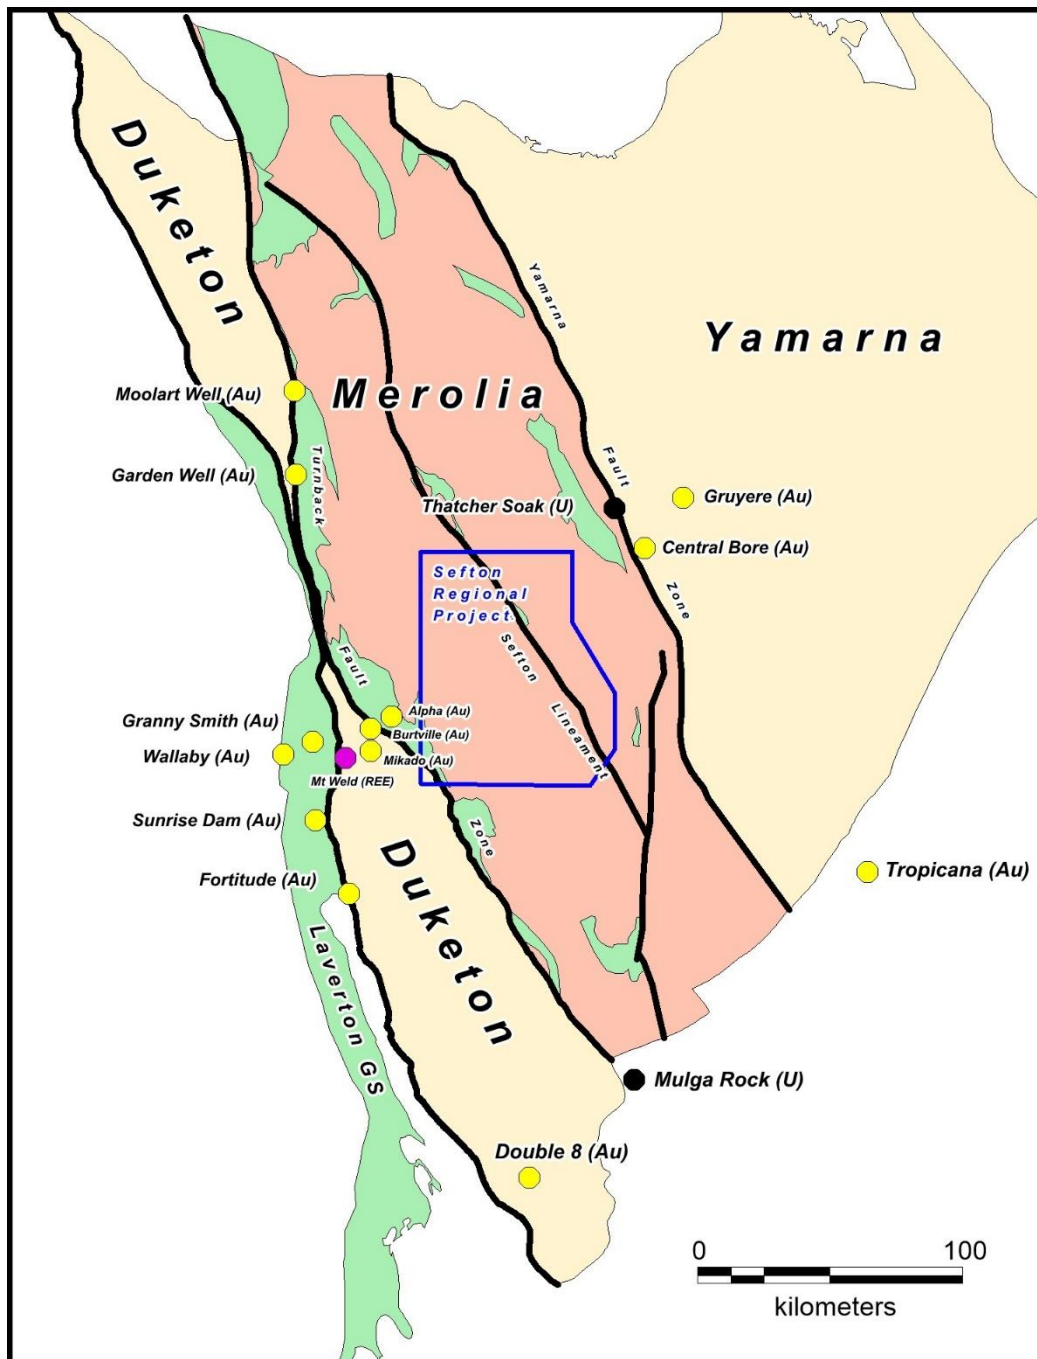 Duketon
Yamarna
Yamarna
Fault
Zone
Merolia
Moolart Well (Au)
Garden Well (Au)
Turnback
Fault
Zone
Thatcher Soak (U)
Gruyere (Au)
Central Bore (Au)
Sefton
Regional
Project
Sefton
Lineament
Alpha (Au)
Granny Smith (Au)
Burtville (Au)
Wallaby (Au)
Mikado (Au)
Mt Weld (REE)
Sunrise Dam (Au)
Duketon
Fortitude (Au)
Tropicana (Au)
Laverton GS
Mulga Rock (U)
Double 8 (Au)
0 100
kilometers